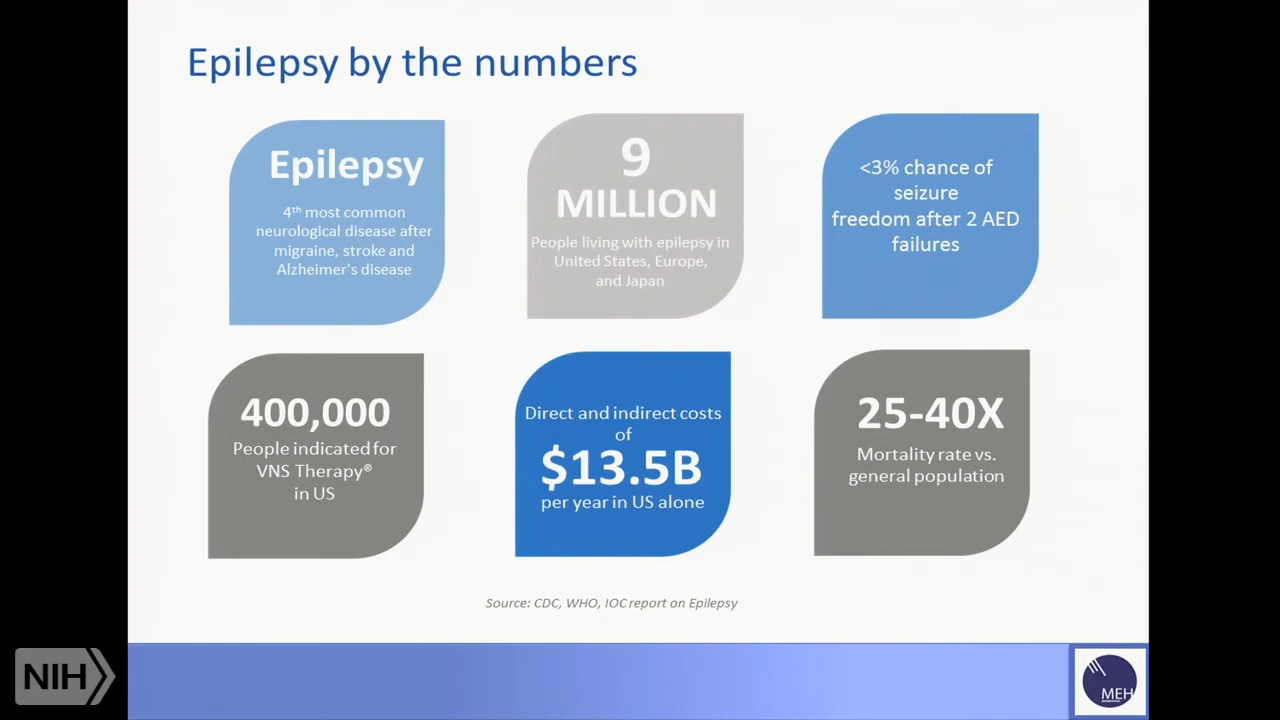 Epilepsy by the numbers
Epilepsy
4th most common
neurological disease after
migraine, stroke and
Alzheimer's disease
9
MILLION
People living with epilepsy in
United States, Europe,
and Japan
<3% chance of
seizure
freedom after 2 AED
failures
400,000
People indicated for
VNS Therapy®
in US
Direct and indirect costs
of
$13.5B
per year in US alone
25-40X
Mortality rate vs.
general population
Source: CDC, WHO, IOC report on Epilepsy
NIH
MEH